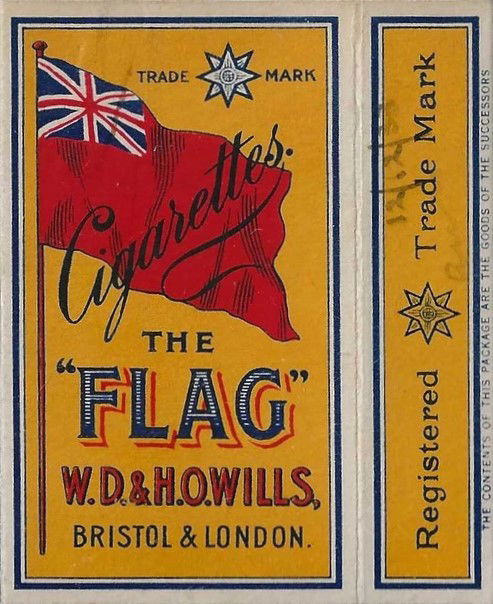 TRADE MARK
Cigarettes.
THE
"FLAG"
W.D. & H.O. WILLS,
BRISTOL & LONDON.
Registered Trade Mark
THE CONTENTS OF THIS PACKAGE ARE THE GOODS OF THE SUCCESSORS